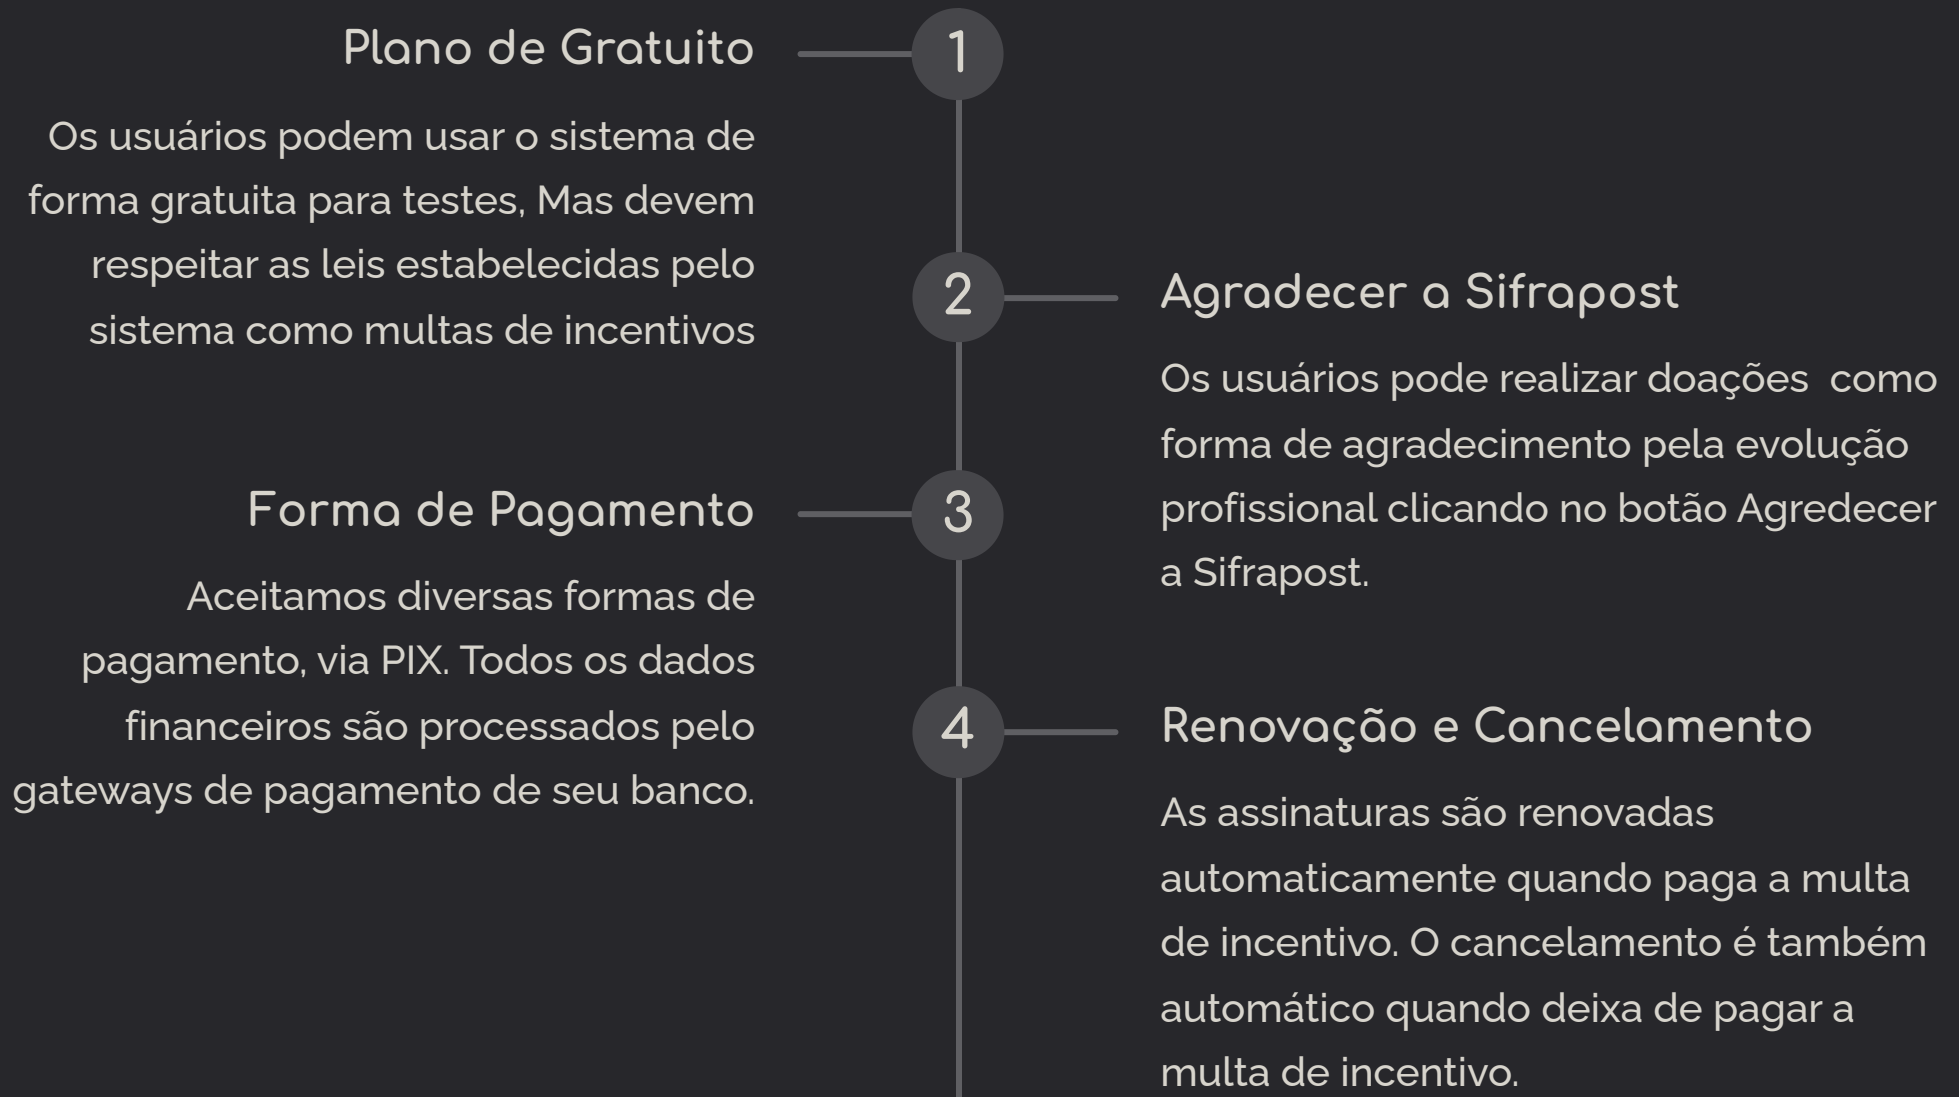 Plano de Gratuito
1
Os usuários podem usar o sistema de
forma gratuita para testes, Mas devem
respeitar as leis estabelecidas pelo
sistema como multas de incentivos
2
Agradecer a Sifrapost
Os usuários pode realizar doações  como
forma de agradecimento pela evolução
profissional clicando no botão Agredecer
a Sifrapost.
Forma de Pagamento
3
Aceitamos diversas formas de
pagamento, via PIX. Todos os dados
financeiros são processados pelo
gateways de pagamento de seu banco.
4
Renovação e Cancelamento
As assinaturas são renovadas
automaticamente quando paga a multa
de incentivo. O cancelamento é também
automático quando deixa de pagar a
multa de incentivo.